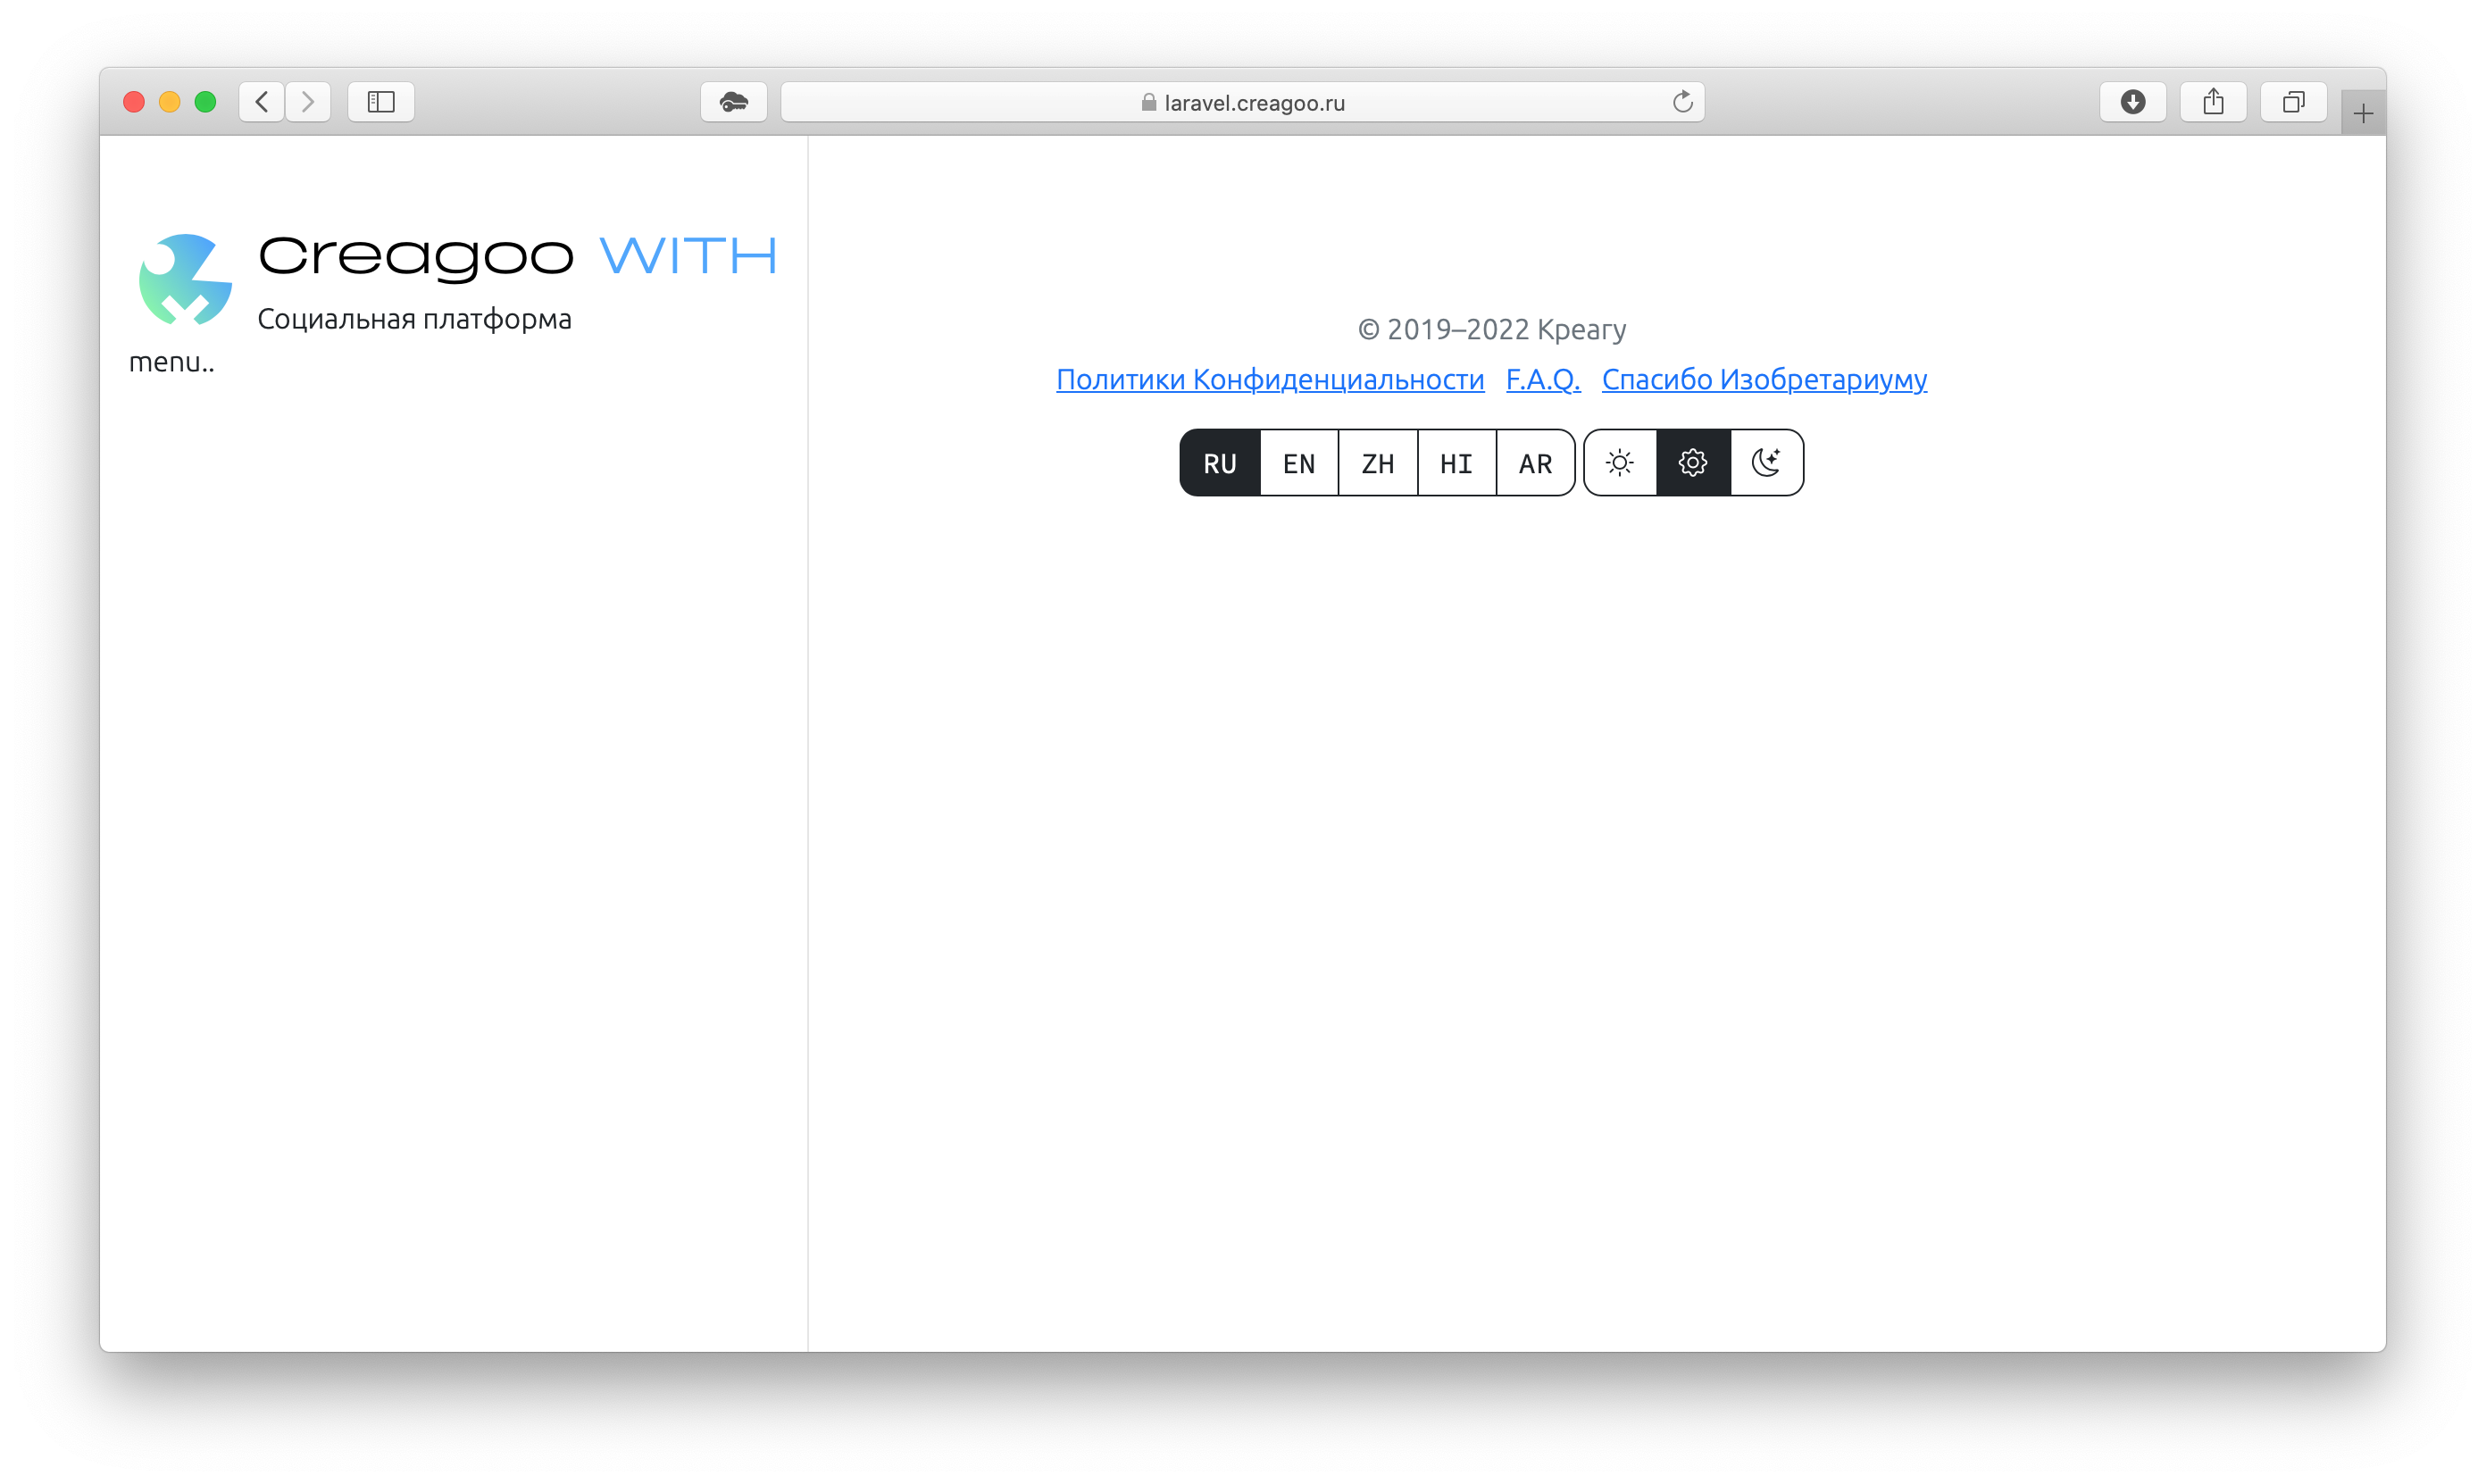 laravel.creagoo.ru
Creagoo WITH
Социальная платформа
menu..
© 2019–2022 Креагу
Политики Конфиденциальности F.A.Q. Спасибо Изобретариуму
RU EN ZH HI AR